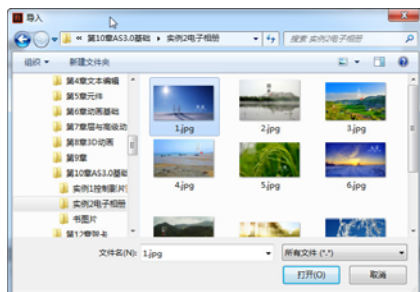 导入
« 第10章AS3.0基础 ▸ 实例2电子相册
搜索 实例2电子相册
组织 新建文件夹
第4章文本编辑
第5章元件
第6章动画基础
第7章层与高级动
第8章3D动画
第9章
第10章AS3.0基础
实例1控制影片
实例2电子相册
书图片
第12章贺卡
1.jpg 2.jpg 3.jpg
4.jpg 5.jpg 6.jpg
文件名(N): 1.jpg 所有文件 (*.*)
打开(O) 取消